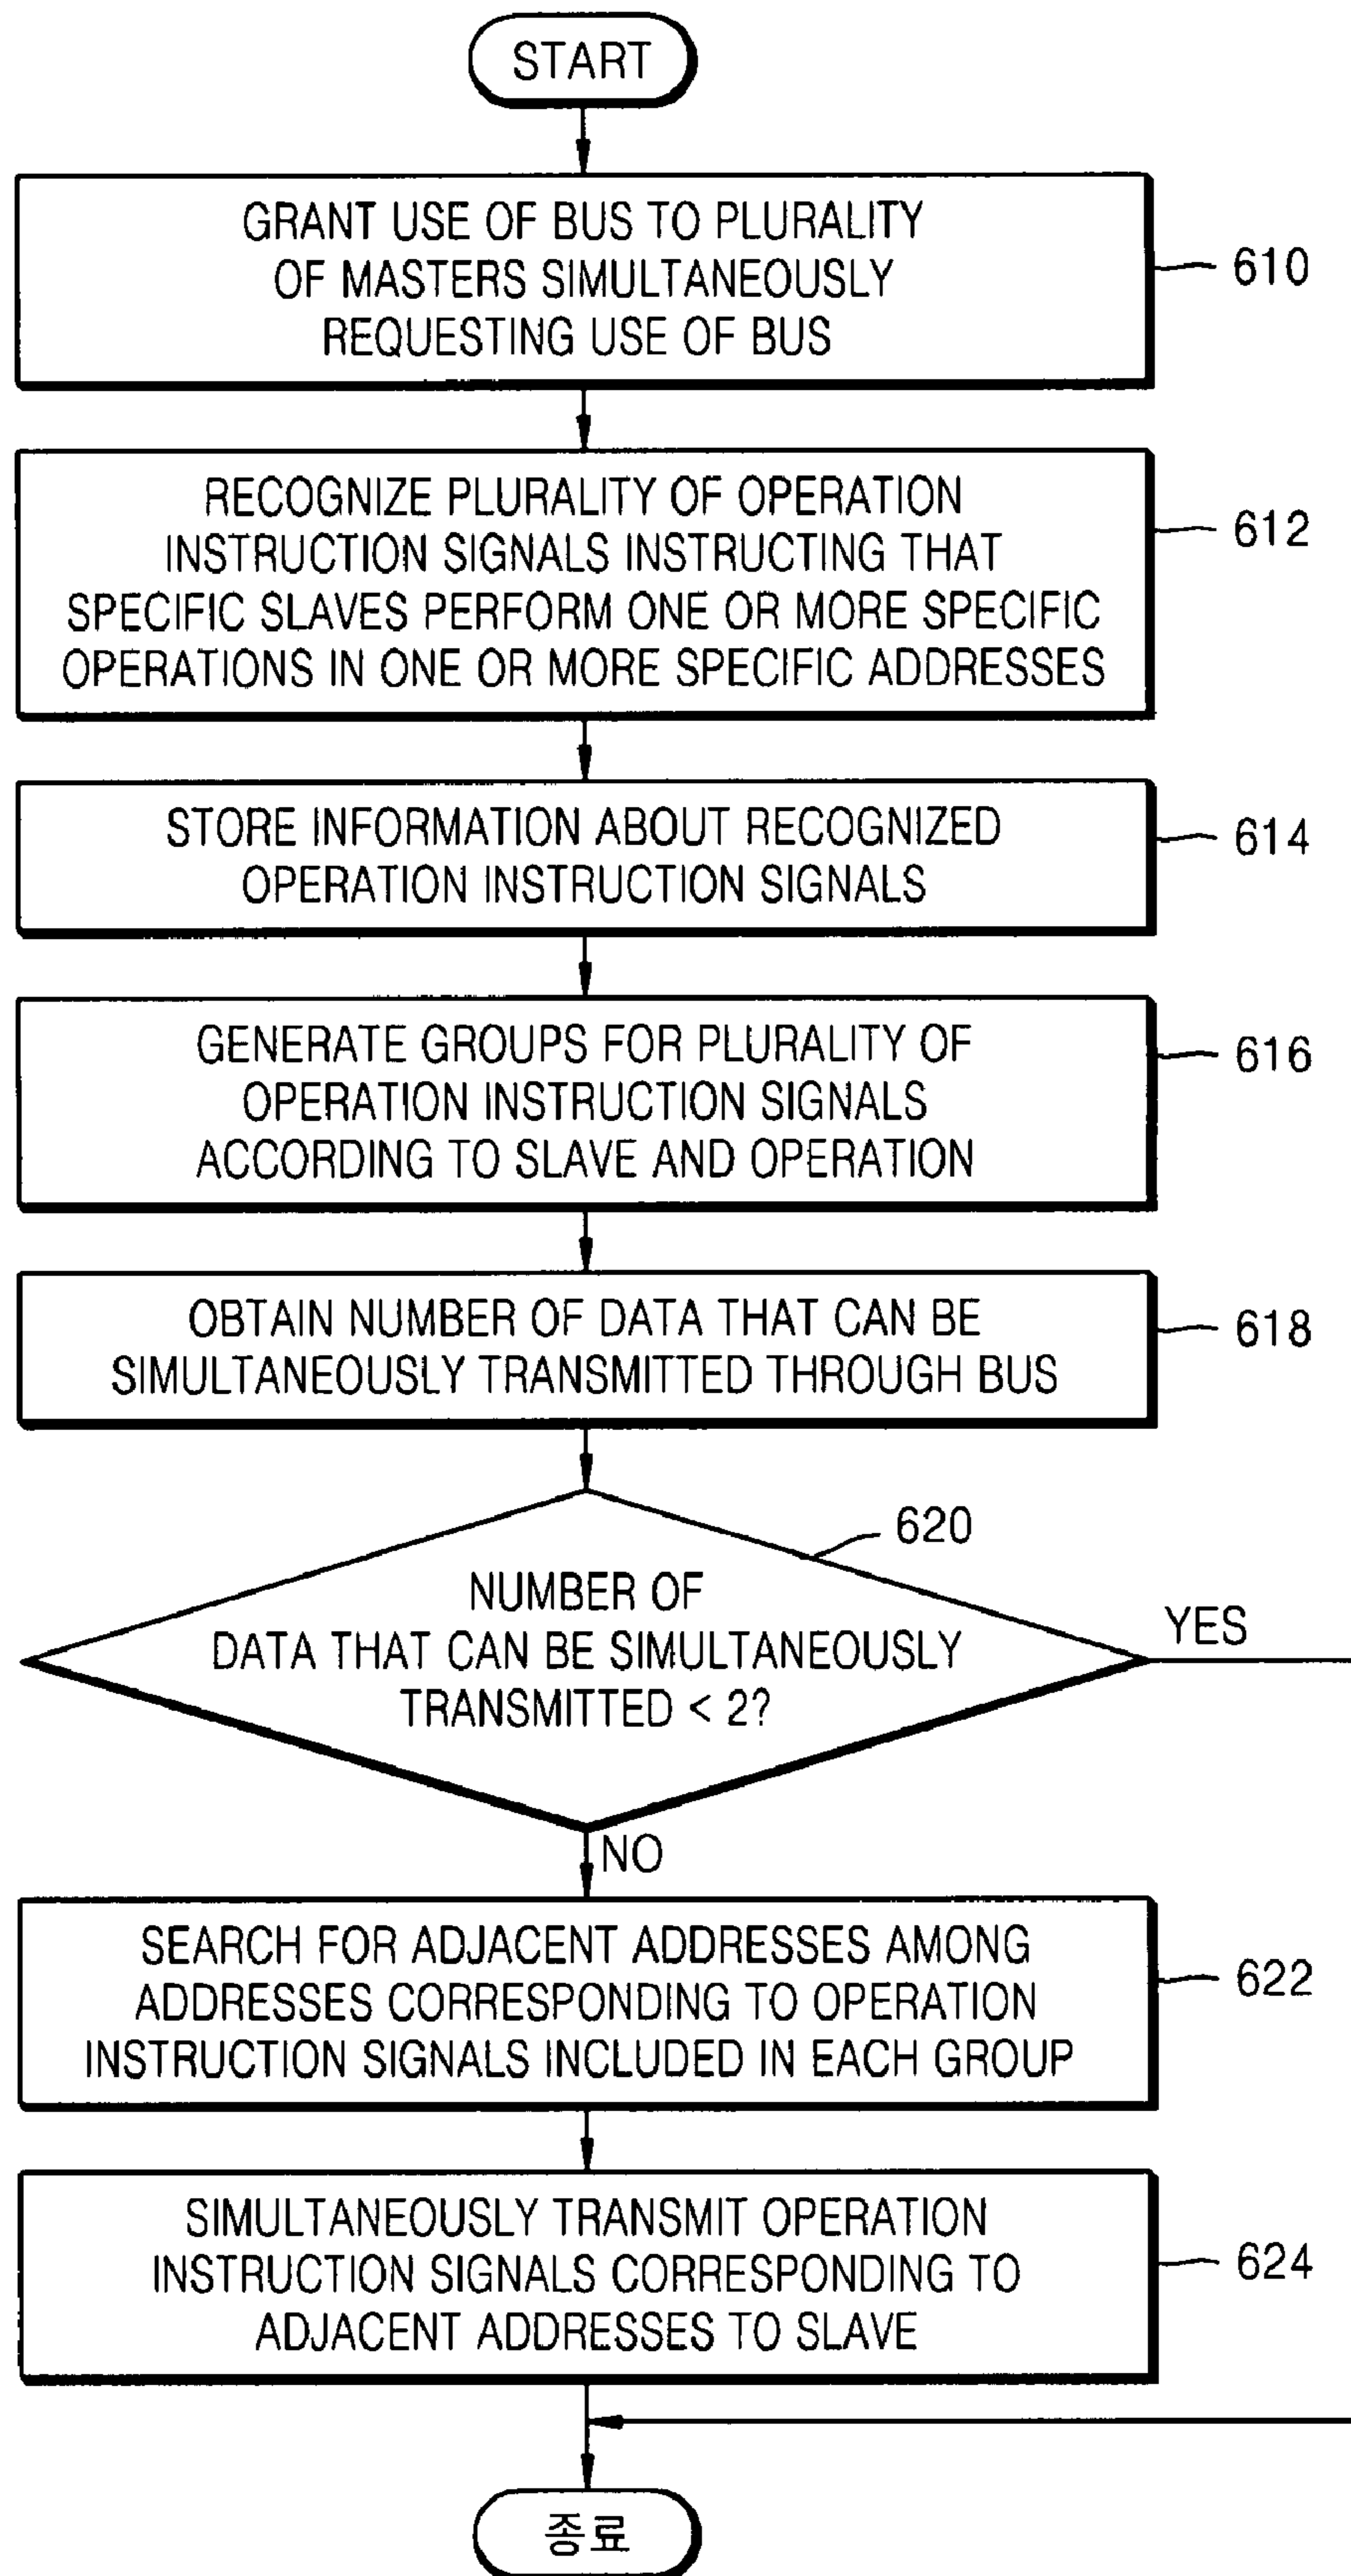 START
GRANT USE OF BUS TO PLURALITY
OF MASTERS SIMULTANEOUSLY
REQUESTING USE OF BUS
610
RECOGNIZE PLURALITY OF OPERATION
INSTRUCTION SIGNALS INSTRUCTING THAT
SPECIFIC SLAVES PERFORM ONE OR MORE SPECIFIC
OPERATIONS IN ONE OR MORE SPECIFIC ADDRESSES
612
STORE INFORMATION ABOUT RECOGNIZED
OPERATION INSTRUCTION SIGNALS
614
GENERATE GROUPS FOR PLURALITY OF
OPERATION INSTRUCTION SIGNALS
ACCORDING TO SLAVE AND OPERATION
616
OBTAIN NUMBER OF DATA THAT CAN BE
SIMULTANEOUSLY TRANSMITTED THROUGH BUS
618
620
NUMBER OF
DATA THAT CAN BE SIMULTANEOUSLY
TRANSMITTED < 2?
YES
NO
SEARCH FOR ADJACENT ADDRESSES AMONG
ADDRESSES CORRESPONDING TO OPERATION
INSTRUCTION SIGNALS INCLUDED IN EACH GROUP
622
SIMULTANEOUSLY TRANSMIT OPERATION
INSTRUCTION SIGNALS CORRESPONDING TO
ADJACENT ADDRESSES TO SLAVE
624
종료